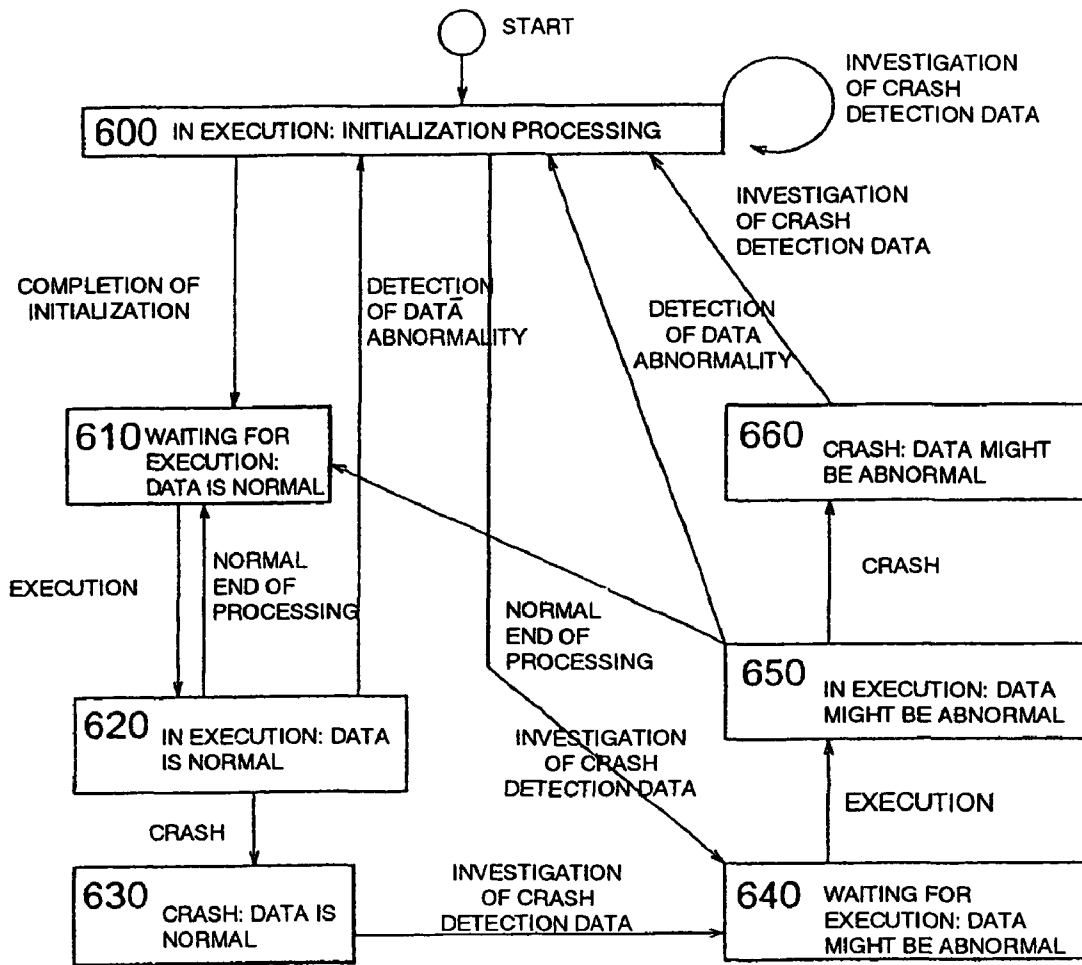 START
INVESTIGATION
OF CRASH
DETECTION DATA
600 IN EXECUTION: INITIALIZATION PROCESSING
INVESTIGATION
OF CRASH
DETECTION DATA
COMPLETION OF
INITIALIZATION
DETECTION
OF DATA
ABNORMALITY
DETECTION
OF DATA
ABNORMALITY
610 WAITING FOR
EXECUTION:
DATA IS NORMAL
660
CRASH: DATA MIGHT
BE ABNORMAL
EXECUTION
NORMAL
END OF
PROCESSING
CRASH
NORMAL
END OF
PROCESSING
620
IN EXECUTION: DATA
IS NORMAL
650
IN EXECUTION: DATA
MIGHT BE ABNORMAL
INVESTIGATION
OF CRASH
DETECTION DATA
EXECUTION
CRASH
630
CRASH: DATA IS
NORMAL
INVESTIGATION
OF CRASH
DETECTION DATA
640
WAITING FOR
EXECUTION: DATA
MIGHT BE ABNORMAL